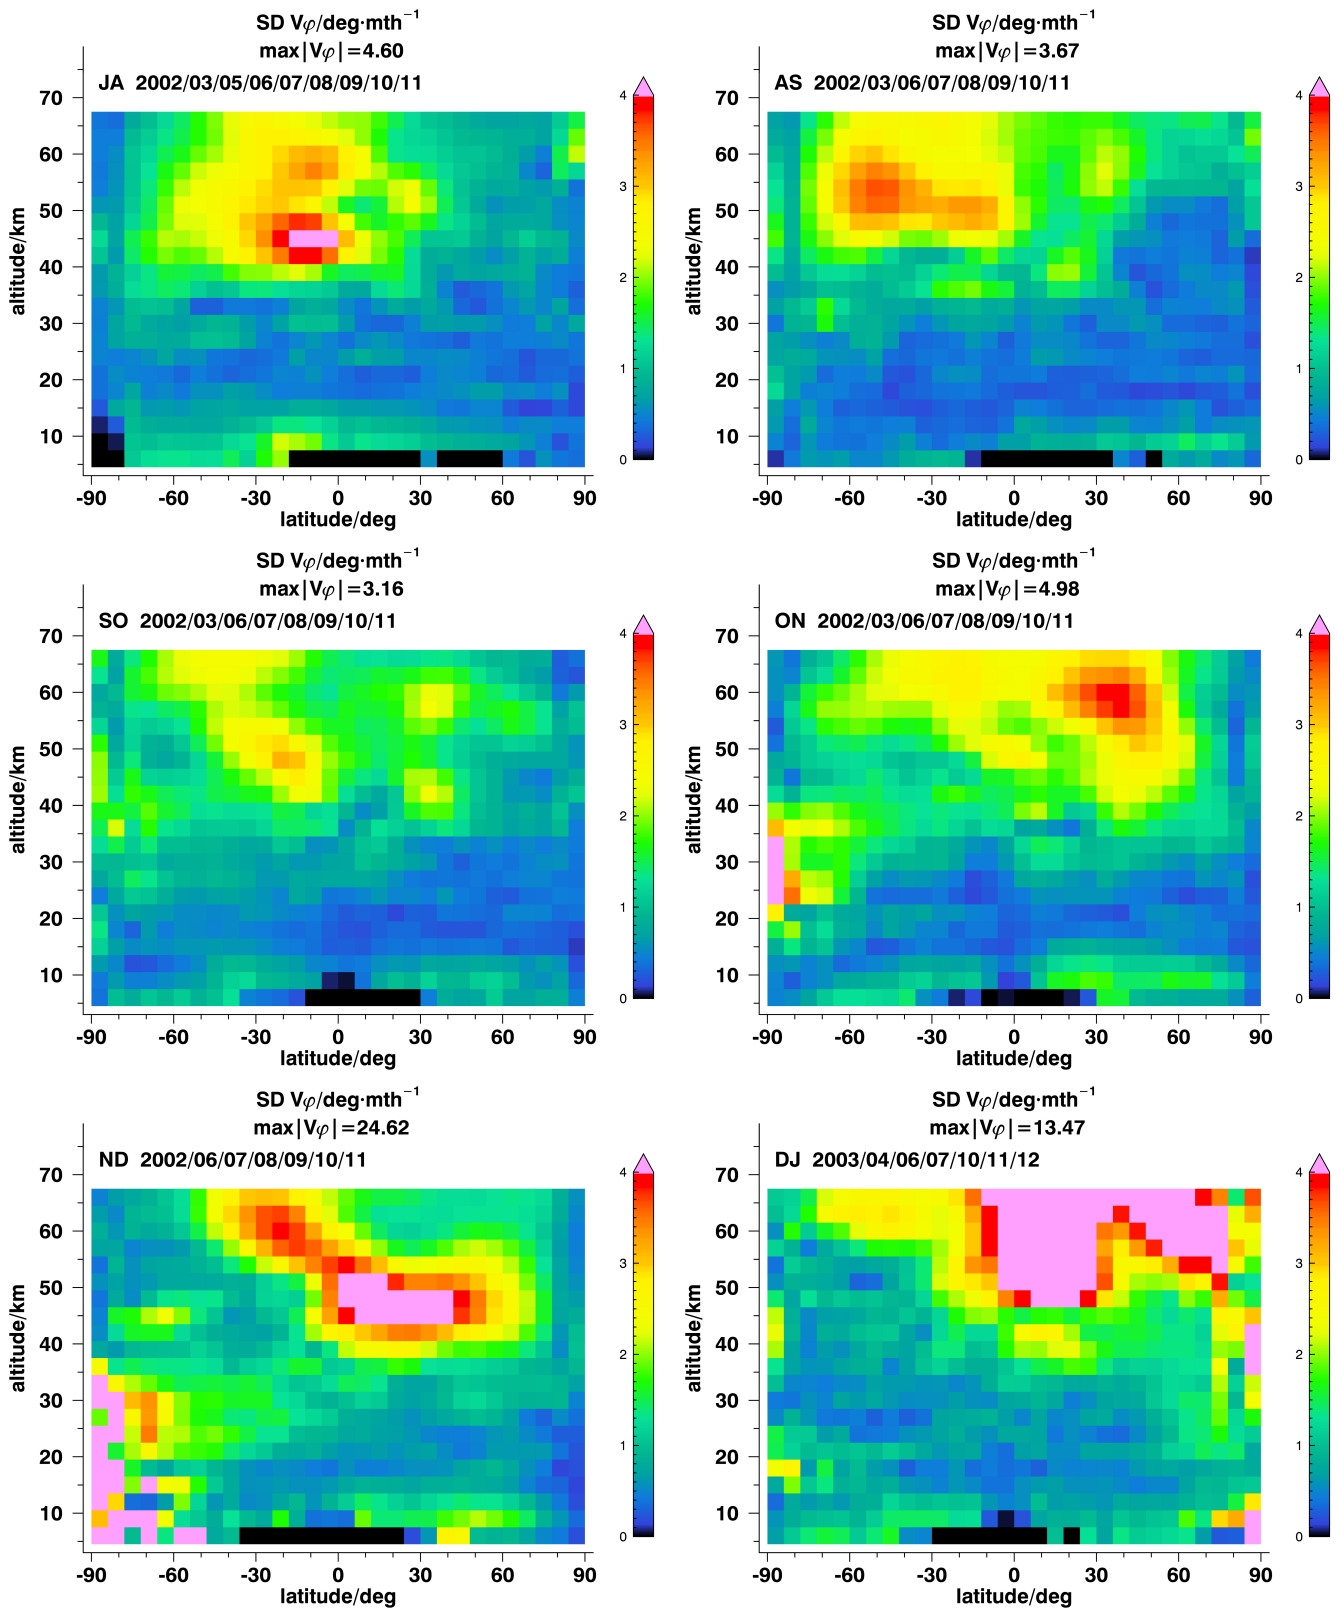 SD Vφ/deg·mth⁻¹
max|Vφ|=4.60
JA 2002/03/05/06/07/08/09/10/11
70
60
50
40
30
20
10
altitude/km
-90 -60 -30 0 30 60 90
latitude/deg
4
3
2
1
0
SD Vφ/deg·mth⁻¹
max|Vφ|=3.67
AS 2002/03/06/07/08/09/10/11
70
60
50
40
30
20
10
altitude/km
-90 -60 -30 0 30 60 90
latitude/deg
4
3
2
1
0
SD Vφ/deg·mth⁻¹
max|Vφ|=3.16
SO 2002/03/06/07/08/09/10/11
70
60
50
40
30
20
10
altitude/km
-90 -60 -30 0 30 60 90
latitude/deg
4
3
2
1
0
SD Vφ/deg·mth⁻¹
max|Vφ|=4.98
ON 2002/03/06/07/08/09/10/11
70
60
50
40
30
20
10
altitude/km
-90 -60 -30 0 30 60 90
latitude/deg
4
3
2
1
0
SD Vφ/deg·mth⁻¹
max|Vφ|=24.62
ND 2002/06/07/08/09/10/11
70
60
50
40
30
20
10
altitude/km
-90 -60 -30 0 30 60 90
latitude/deg
4
3
2
1
0
SD Vφ/deg·mth⁻¹
max|Vφ|=13.47
DJ 2003/04/06/07/10/11/12
70
60
50
40
30
20
10
altitude/km
-90 -60 -30 0 30 60 90
latitude/deg
4
3
2
1
0